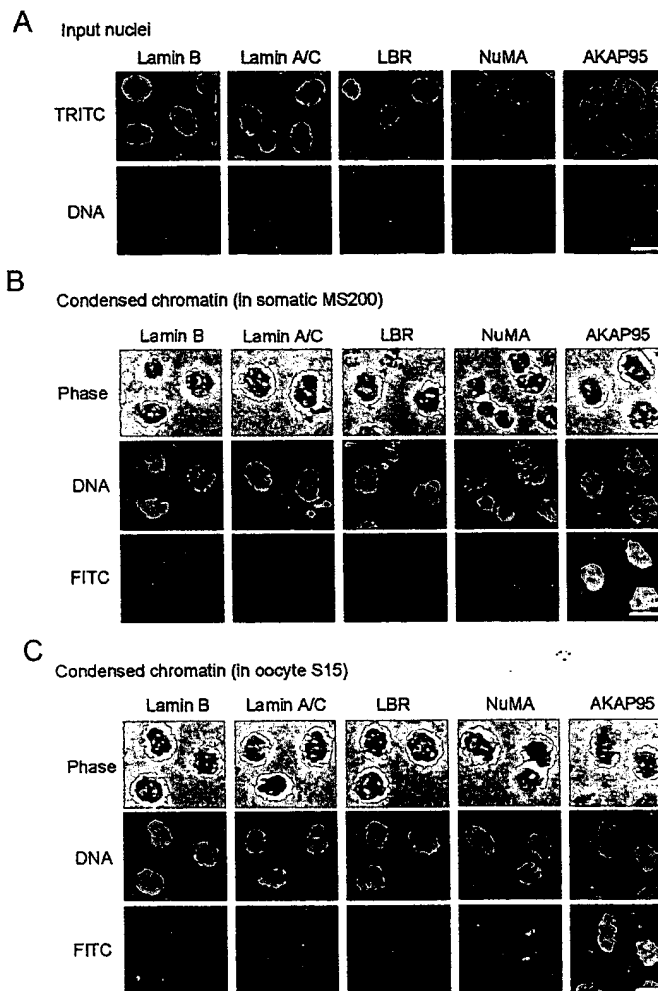 A
Input nuclei
Lamin B Lamin A/C LBR NuMA AKAP95
TRITC
DNA
B
Condensed chromatin (in somatic MS200)
Lamin B Lamin A/C LBR NuMA AKAP95
Phase
DNA
FITC
C
Condensed chromatin (in oocyte S15)
Lamin B Lamin A/C LBR NuMA AKAP95
Phase
DNA
FITC